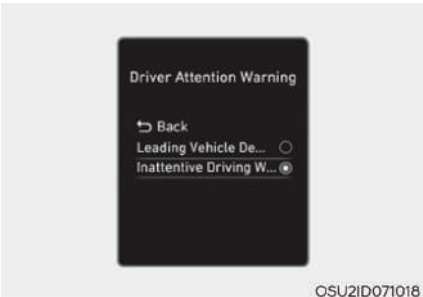 Driver Attention Warning
Back
Leading Vehicle De...
Inattentive Driving W...
OSU2ID071018